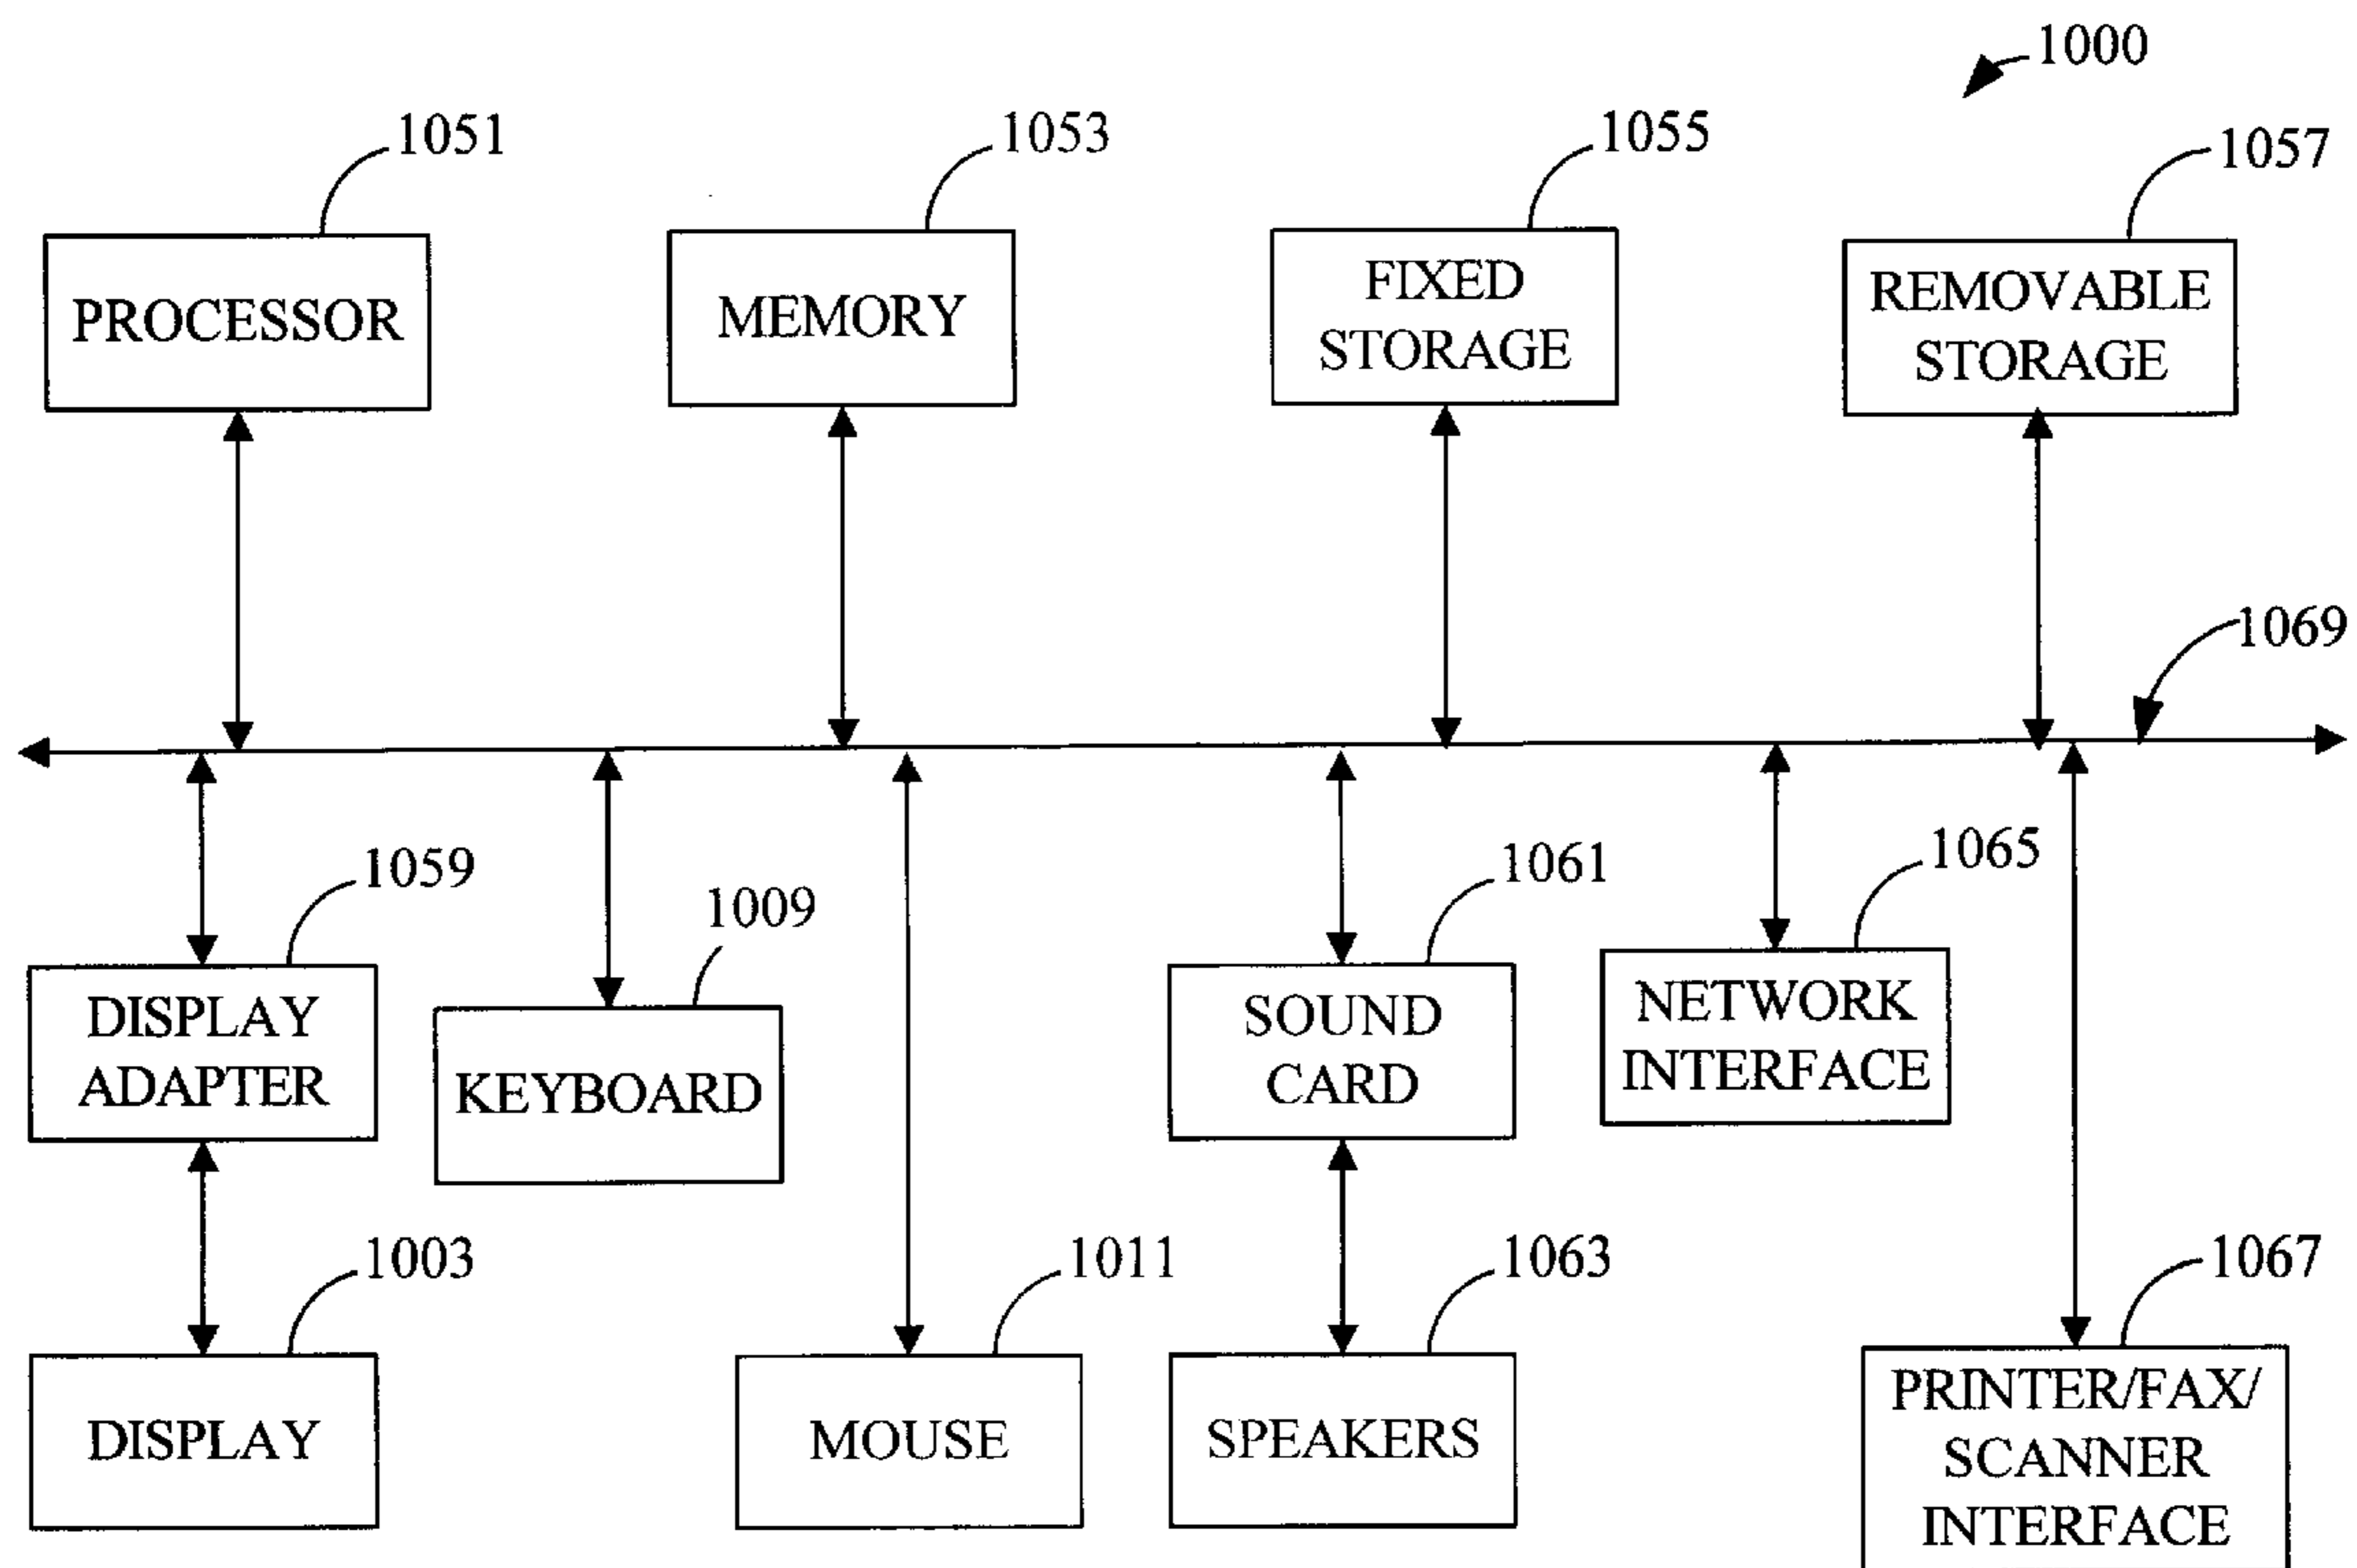 1000
1051
1053
1055
1057
PROCESSOR
MEMORY
FIXED
STORAGE
REMOVABLE
STORAGE
1069
1059
1009
1061
1065
DISPLAY
ADAPTER
KEYBOARD
SOUND
CARD
NETWORK
INTERFACE
1003
1011
1063
1067
DISPLAY
MOUSE
SPEAKERS
PRINTER/FAX/
SCANNER
INTERFACE